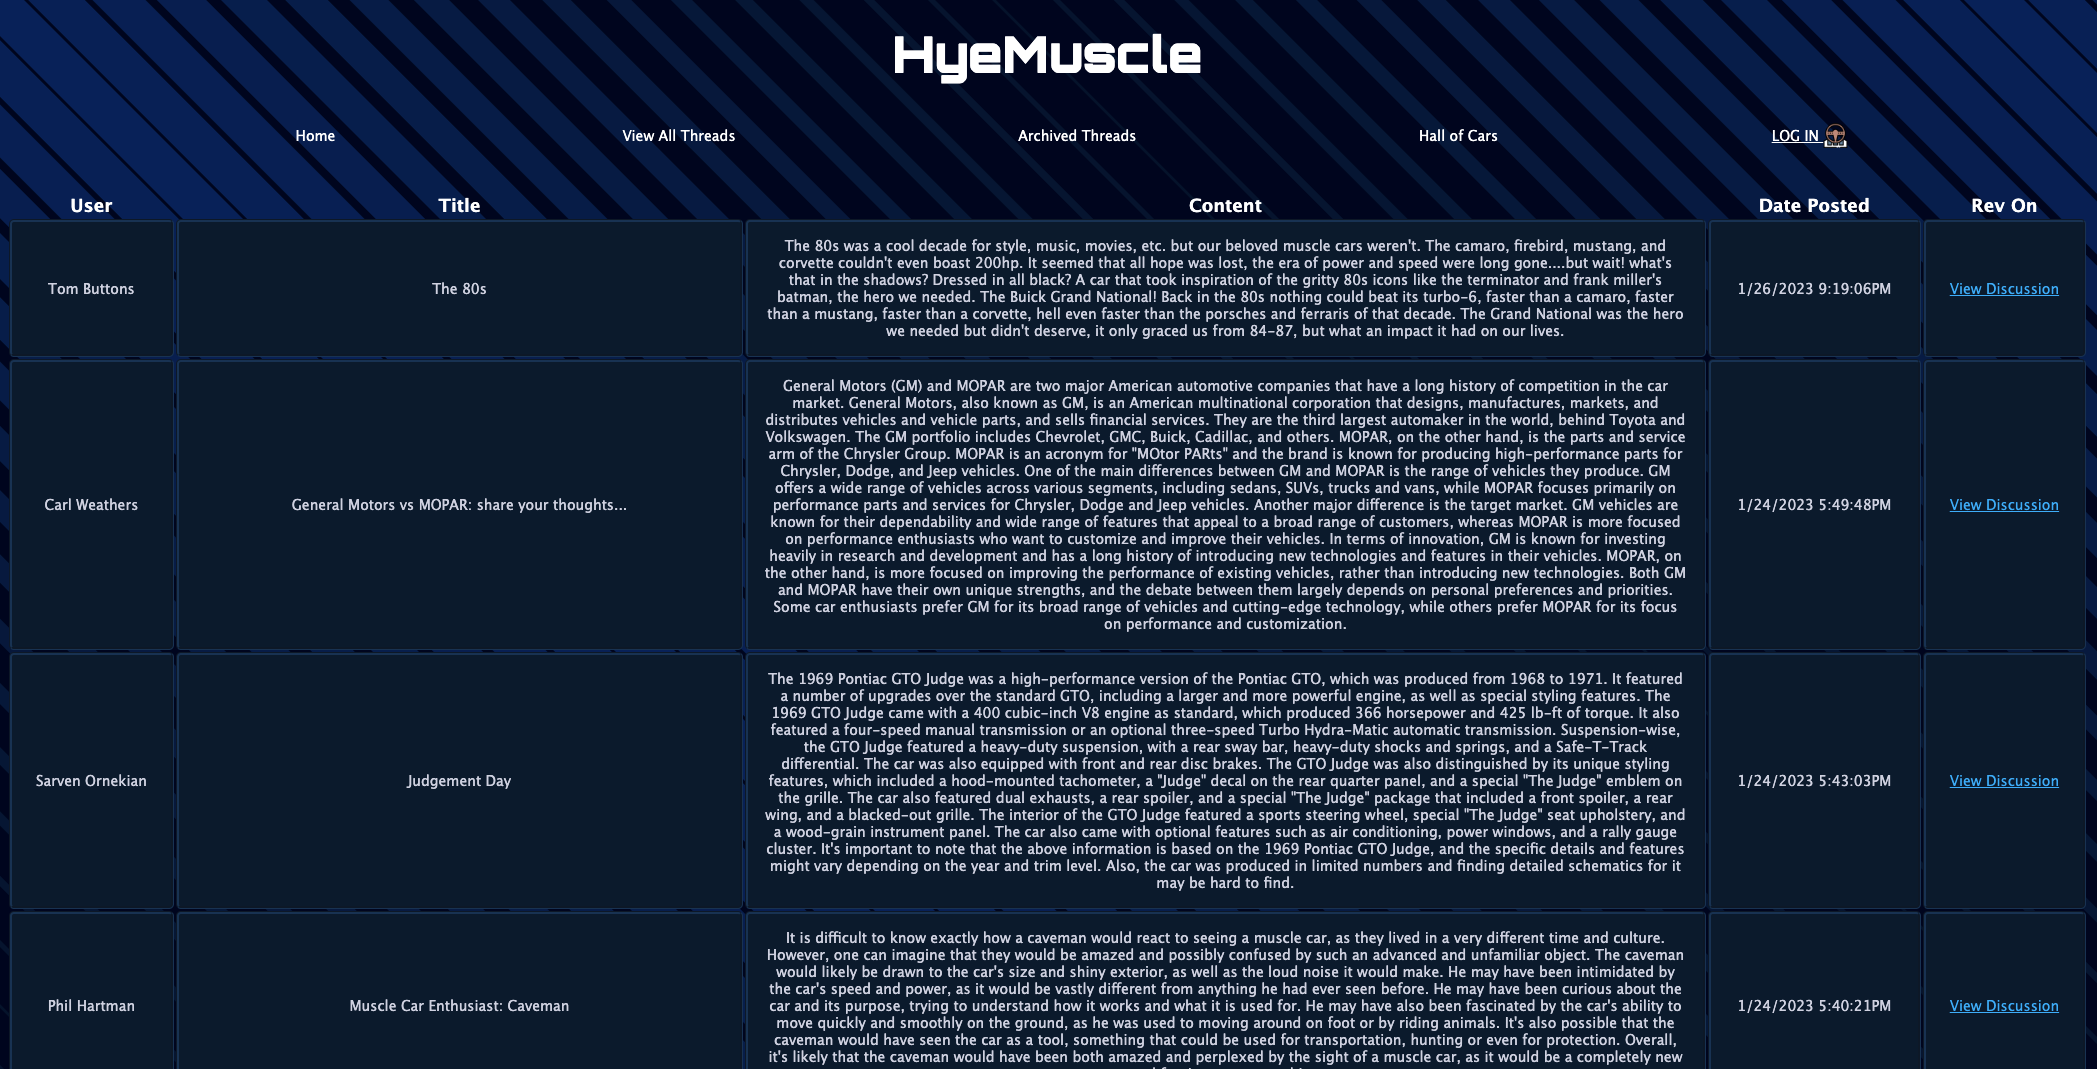 HyeMuscle
Home View All Threads Archived Threads Hall of Cars LOG IN
User Title Content Date Posted Rev On
Tom Buttons
The 80s
The 80s was a cool decade for style, music, movies, etc. but our beloved muscle cars weren't. The camaro, firebird, mustang, and
corvette couldn't even boast 200hp. It seemed that all hope was lost, the era of power and speed were long gone....but wait! what's
that in the shadows? Dressed in all black? A car that took inspiration of the gritty 80s icons like the terminator and frank miller's
batman, the hero we needed. The Buick Grand National! Back in the 80s nothing could beat its turbo-6, faster than a camaro, faster
than a mustang, faster than a corvette, hell even faster than the porsches and ferraris of that decade. The Grand National was the hero
we needed but didn't deserve, it only graced us from 84-87, but what an impact it had on our lives.
1/26/2023 9:19:06PM
View Discussion
Carl Weathers
General Motors vs MOPAR: share your thoughts...
General Motors (GM) and MOPAR are two major American automotive companies that have a long history of competition in the car
market. General Motors, also known as GM, is an American multinational corporation that designs, manufactures, markets, and
distributes vehicles and vehicle parts, and sells financial services. They are the third largest automaker in the world, behind Toyota and
Volkswagen. The GM portfolio includes Chevrolet, GMC, Buick, Cadillac, and others. MOPAR, on the other hand, is the parts and service
arm of the Chrysler Group. MOPAR is an acronym for "MOtor PARts" and the brand is known for producing high-performance parts for
Chrysler, Dodge, and Jeep vehicles. One of the main differences between GM and MOPAR is the range of vehicles they produce. GM
offers a wide range of vehicles across various segments, including sedans, SUVs, trucks and vans, while MOPAR focuses primarily on
performance parts and services for Chrysler, Dodge and Jeep vehicles. Another major difference is the target market. GM vehicles are
known for their dependability and wide range of features that appeal to a broad range of customers, whereas MOPAR is more focused
on performance enthusiasts who want to customize and improve their vehicles. In terms of innovation, GM is known for investing
heavily in research and development and has a long history of introducing new technologies and features in their vehicles. MOPAR, on
the other hand, is more focused on improving the performance of existing vehicles, rather than introducing new technologies. Both GM
and MOPAR have their own unique strengths, and the debate between them largely depends on personal preferences and priorities.
Some car enthusiasts prefer GM for its broad range of vehicles and cutting-edge technology, while others prefer MOPAR for its focus
on performance and customization.
1/24/2023 5:49:48PM
View Discussion
Sarven Ornekian
Judgement Day
The 1969 Pontiac GTO Judge was a high-performance version of the Pontiac GTO, which was produced from 1968 to 1971. It featured
a number of upgrades over the standard GTO, including a larger and more powerful engine, as well as special styling features. The
1969 GTO Judge came with a 400 cubic-inch V8 engine as standard, which produced 366 horsepower and 425 lb-ft of torque. It also
featured a four-speed manual transmission or an optional three-speed Turbo Hydra-Matic automatic transmission. Suspension-wise,
the GTO Judge featured a heavy-duty suspension, with a rear sway bar, heavy-duty shocks and springs, and a Safe-T-Track
differential. The car was also equipped with front and rear disc brakes. The GTO Judge was also distinguished by its unique styling
features, which included a hood-mounted tachometer, a "Judge" decal on the rear quarter panel, and a special "The Judge" emblem on
the grille. The car also featured dual exhausts, a rear spoiler, and a special "The Judge" package that included a front spoiler, a rear
wing, and a blacked-out grille. The interior of the GTO Judge featured a sports steering wheel, special "The Judge" seat upholstery, and
a wood-grain instrument panel. The car also came with optional features such as air conditioning, power windows, and a rally gauge
cluster. It's important to note that the above information is based on the 1969 Pontiac GTO Judge, and the specific details and features
might vary depending on the year and trim level. Also, the car was produced in limited numbers and finding detailed schematics for it
may be hard to find.
1/24/2023 5:43:03PM
View Discussion
Phil Hartman
Muscle Car Enthusiast: Caveman
It is difficult to know exactly how a caveman would react to seeing a muscle car, as they lived in a very different time and culture.
However, one can imagine that they would be amazed and possibly confused by such an advanced and unfamiliar object. The caveman
would likely be drawn to the car's size and shiny exterior, as well as the loud noise it would make. He may have been intimidated by
the car's speed and power, as it would be vastly different from anything he had ever seen before. He may have been curious about the
car and its purpose, trying to understand how it works and what it is used for. He may have also been fascinated by the car's ability to
move quickly and smoothly on the ground, as he was used to moving around on foot or by riding animals. It's also possible that the
caveman would have seen the car as a tool, something that could be used for transportation, hunting or even for protection. Overall,
it's likely that the caveman would have been both amazed and perplexed by the sight of a muscle car, as it would be a completely new
1/24/2023 5:40:21PM
View Discussion